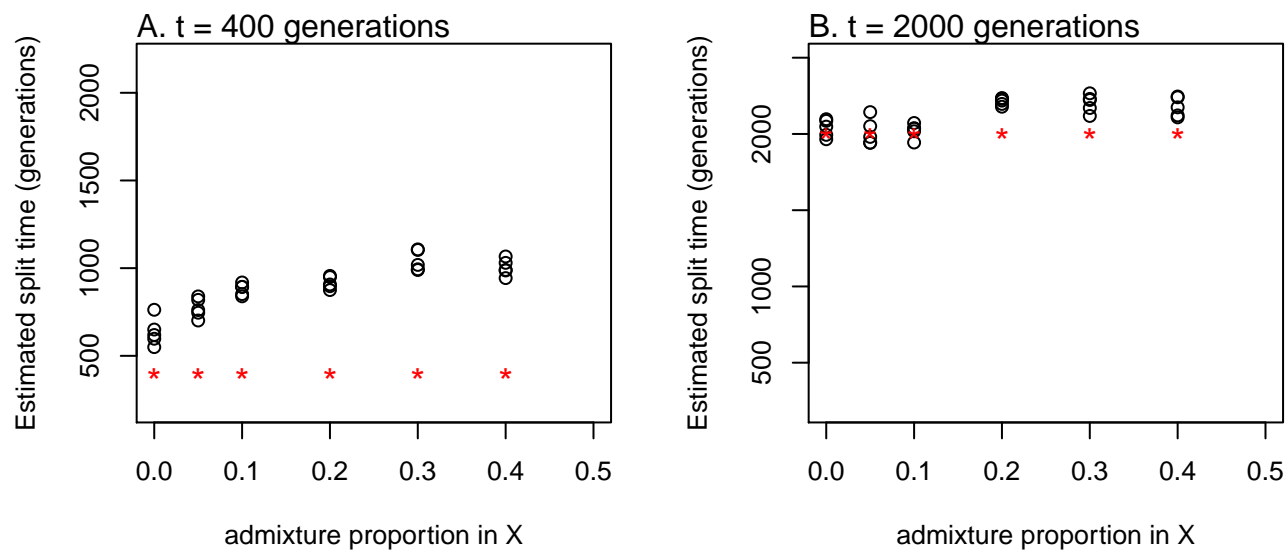 A. t = 400 generations
Estimated split time (generations)
2000
1500
1000
500
0.0 0.1 0.2 0.3 0.4 0.5
admixture proportion in X
B. t = 2000 generations
Estimated split time (generations)
2000
1000
500
0.0 0.1 0.2 0.3 0.4 0.5
admixture proportion in X